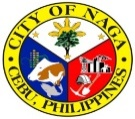 CITY OF NAGA
CEBU, PHILIPPINES